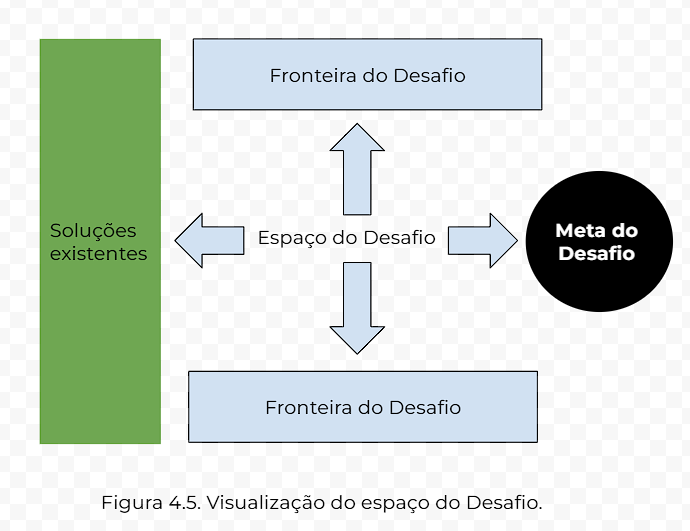 Fronteira do Desafio
Soluções
existentes
Espaço do Desafio
Meta do
Desafio
Fronteira do Desafio
Figura 4.5. Visualização do espaço do Desafio.